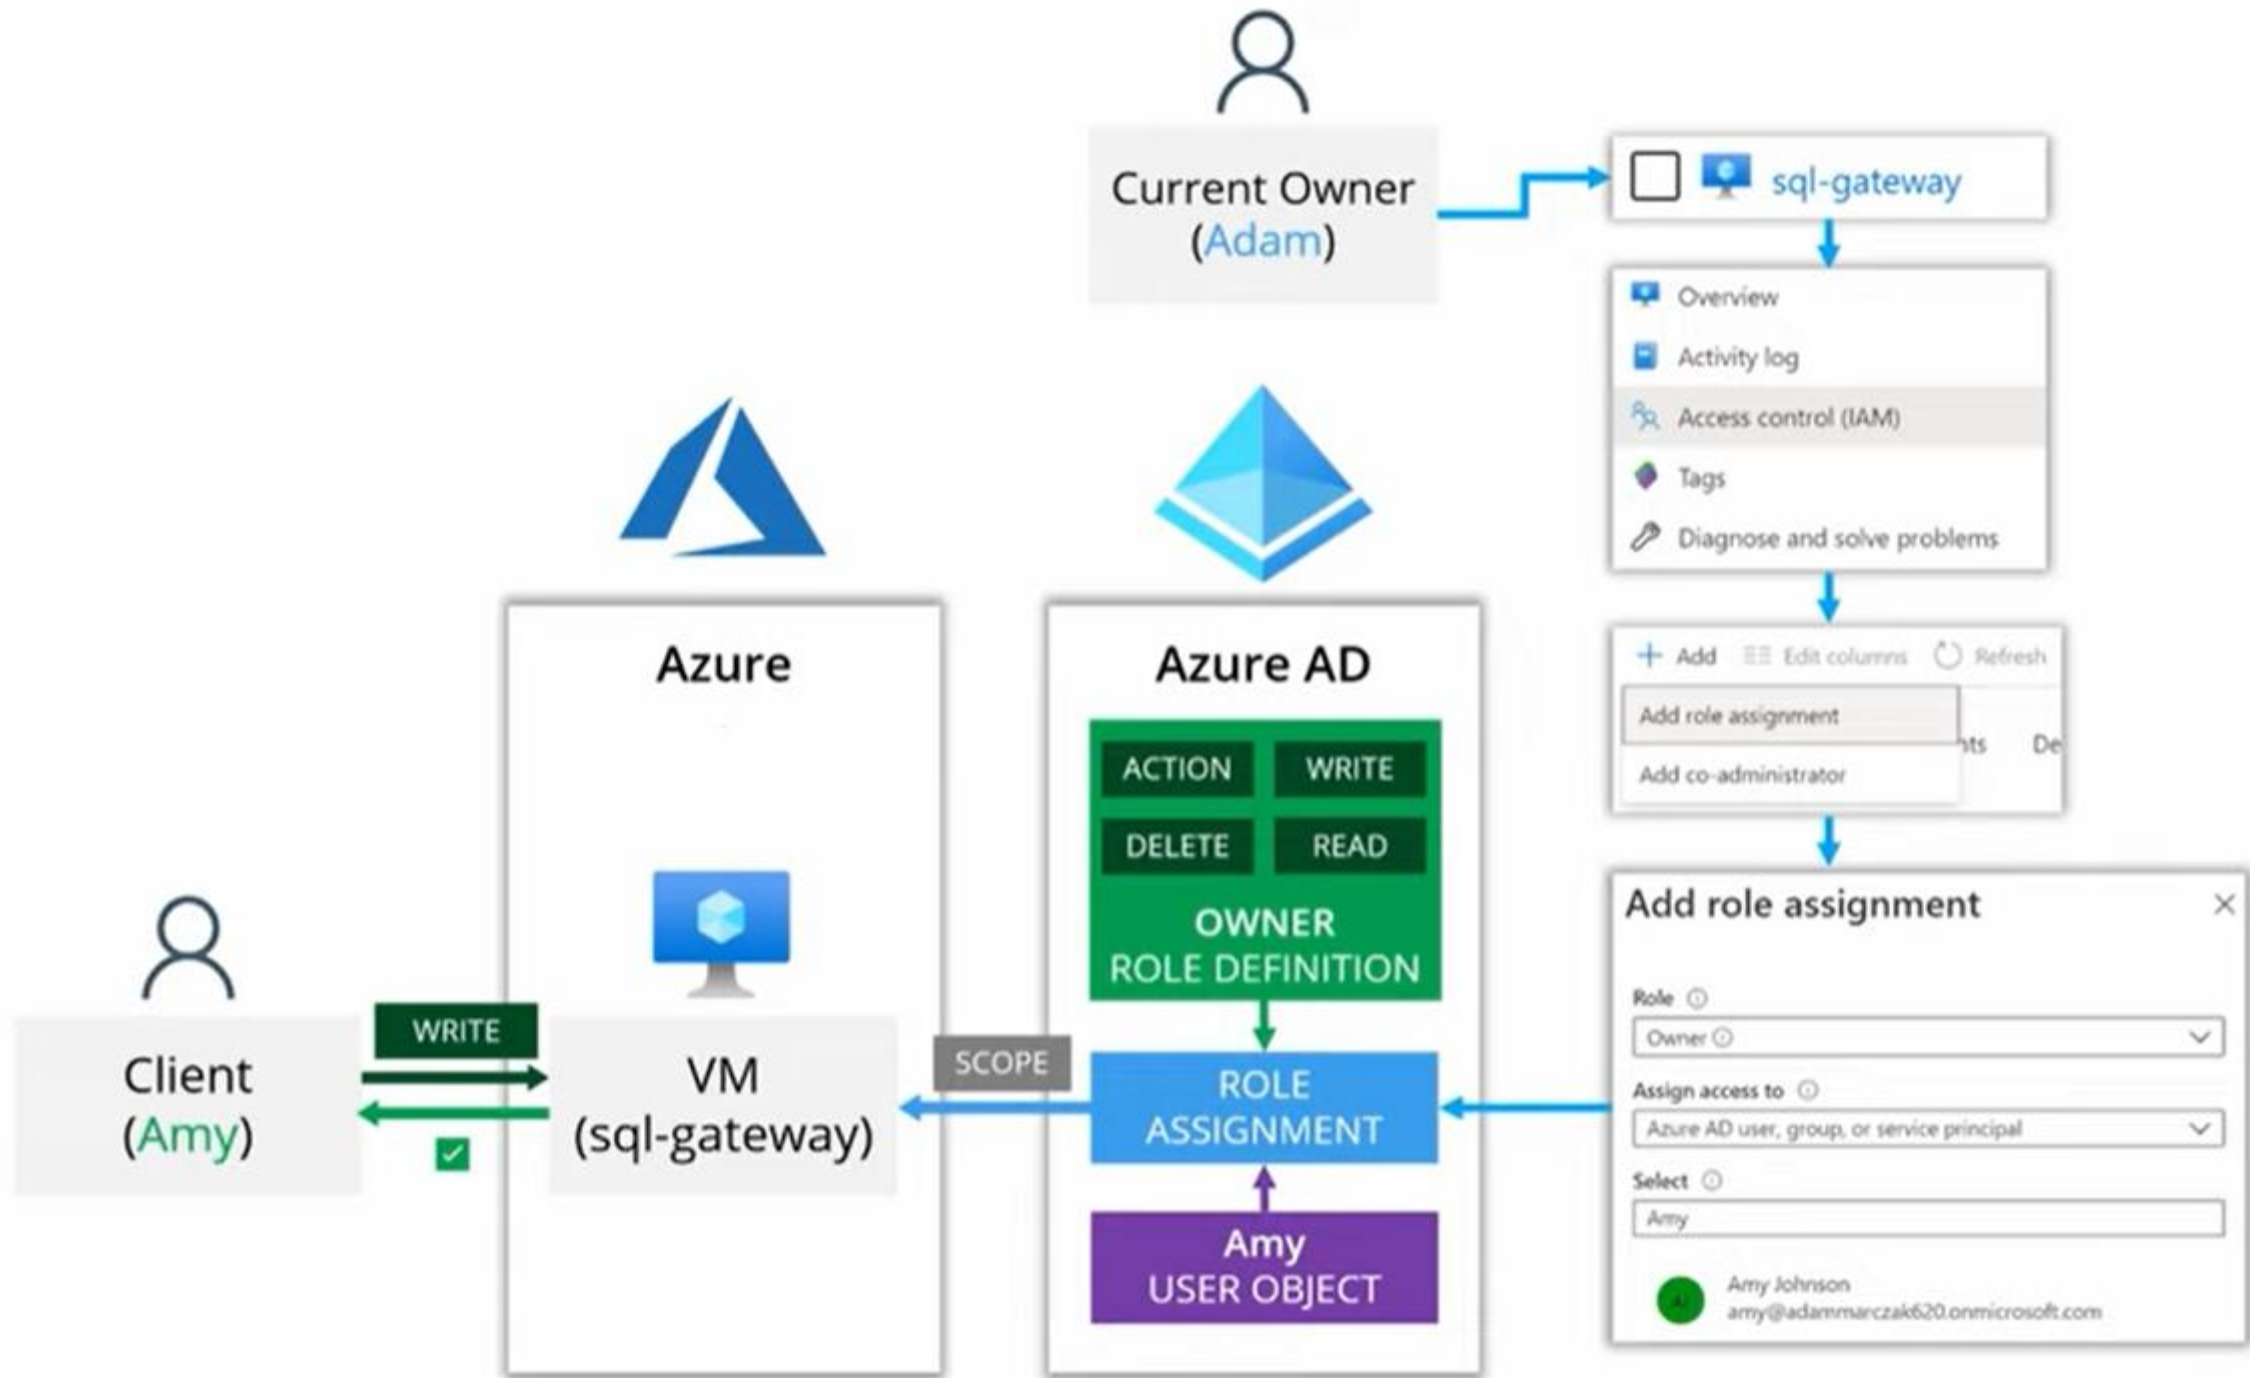 Current Owner
(Adam)
sql-gateway
Overview
Activity log
Access control (IAM)
Tags
Diagnose and solve problems
Add Edit columns Refresh
Add role assignment
nts De
Add co-administrator
Add role assignment
Role
Owner
Assign access to
Azure AD user, group, or service principal
Select
Amy
Amy Johnson
amy@adammarczak620.onmicrosoft.com
Azure
Azure AD
ACTION WRITE
DELETE READ
OWNER
ROLE DEFINITION
ROLE
ASSIGNMENT
Amy
USER OBJECT
SCOPE
VM
(sql-gateway)
WRITE
Client
(Amy)